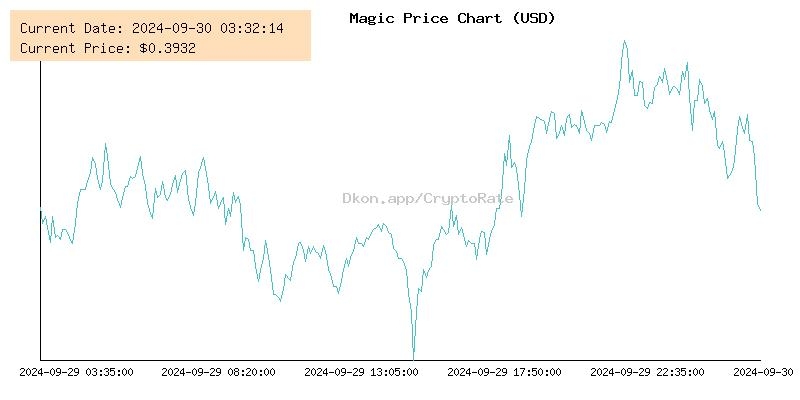 Magic Price Chart (USD)
Current Date: 2024-09-30 03:32:14
Current Price: $0.3932
Dkon.app/CryptoRate
2024-09-29 03:35:00 2024-09-29 08:20:00 2024-09-29 13:05:00 2024-09-29 17:50:00 2024-09-29 22:35:00 2024-09-30